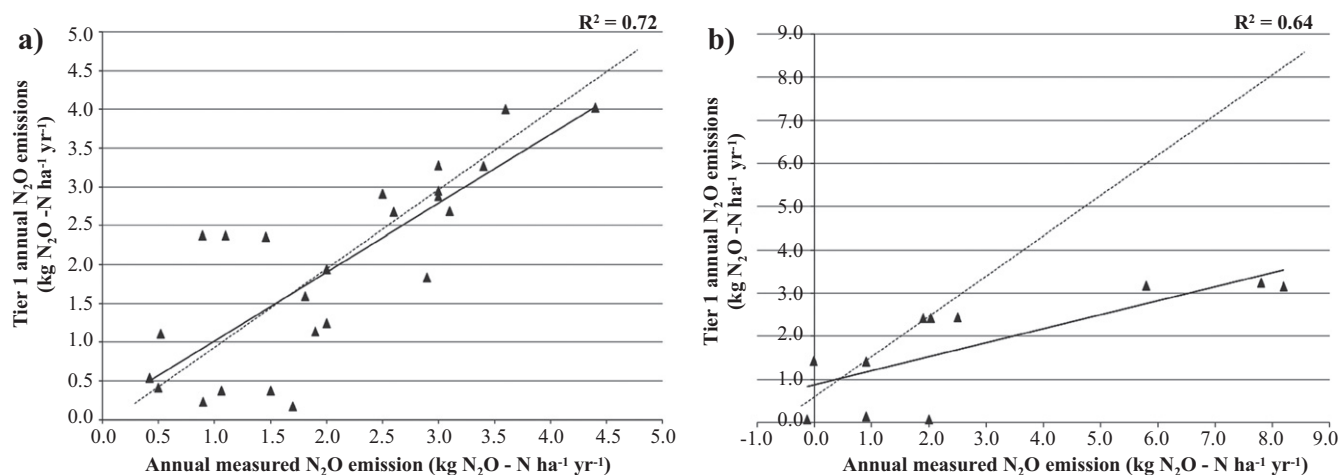 a)
R² = 0.72
Tier 1 annual N₂O emissions
(kg N₂O -N ha⁻¹ yr⁻¹)
5.0
4.5
4.0
3.5
3.0
2.5
2.0
1.5
1.0
0.5
0.0
0.0 0.5 1.0 1.5 2.0 2.5 3.0 3.5 4.0 4.5 5.0
Annual measured N₂O emission (kg N₂O - N ha⁻¹ yr⁻¹)
b)
R² = 0.64
Tier 1 annual N₂O emissions
(kg N₂O -N ha⁻¹ yr⁻¹)
9.0
8.0
7.0
6.0
5.0
4.0
3.0
2.0
1.0
0.0
-1.0 0.0 1.0 2.0 3.0 4.0 5.0 6.0 7.0 8.0 9.0
Annual measured N₂O emission (kg N₂O - N ha⁻¹ yr⁻¹)